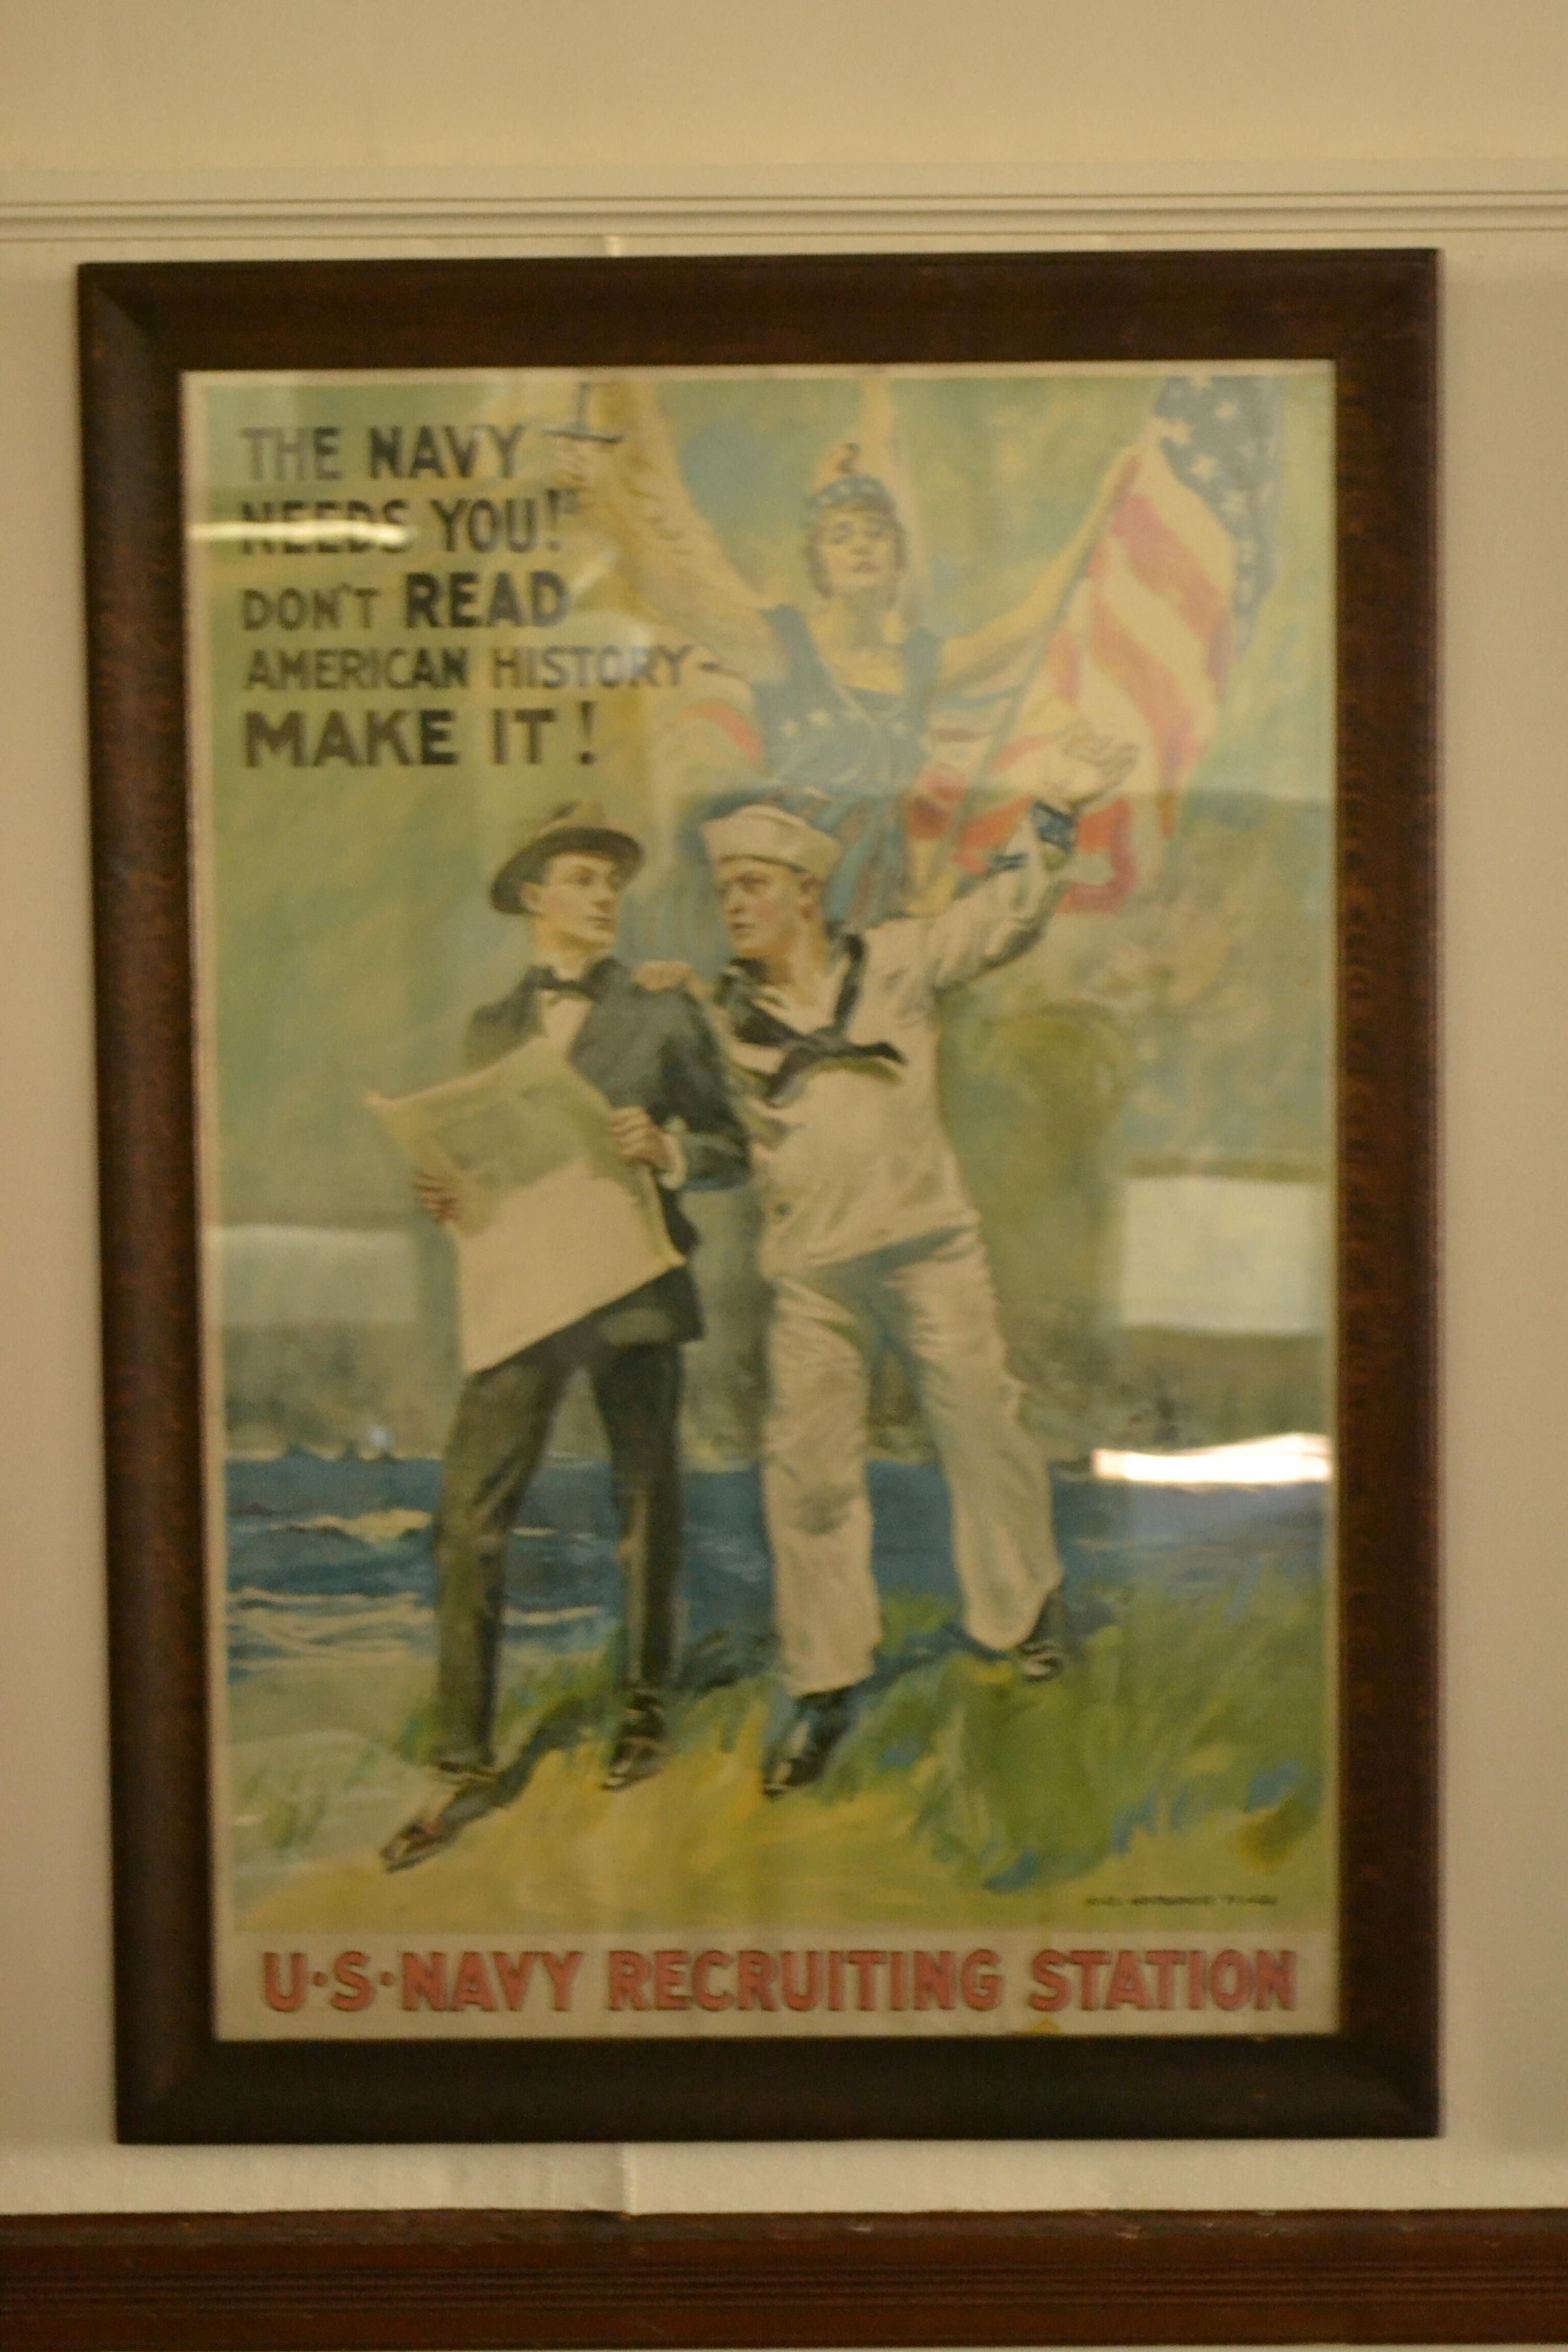 THE NAVY
NEEDS YOU!
DON'T READ
AMERICAN HISTORY-
MAKE IT!
U·S·NAVY RECRUITING STATION